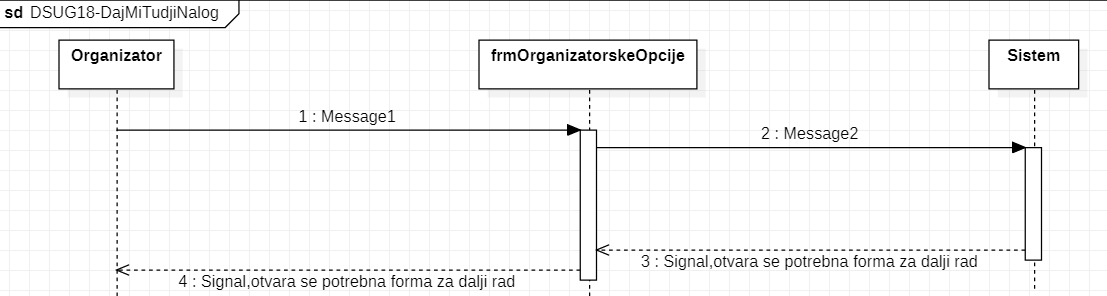 sd DSUG18-DajMiTudjiNalog
Organizator
frmOrganizatorskeOpcije
Sistem
1 : Message1
2 : Message2
3 : Signal,otvara se potrebna forma za dalji rad
4 : Signal,otvara se potrebna forma za dalji rad